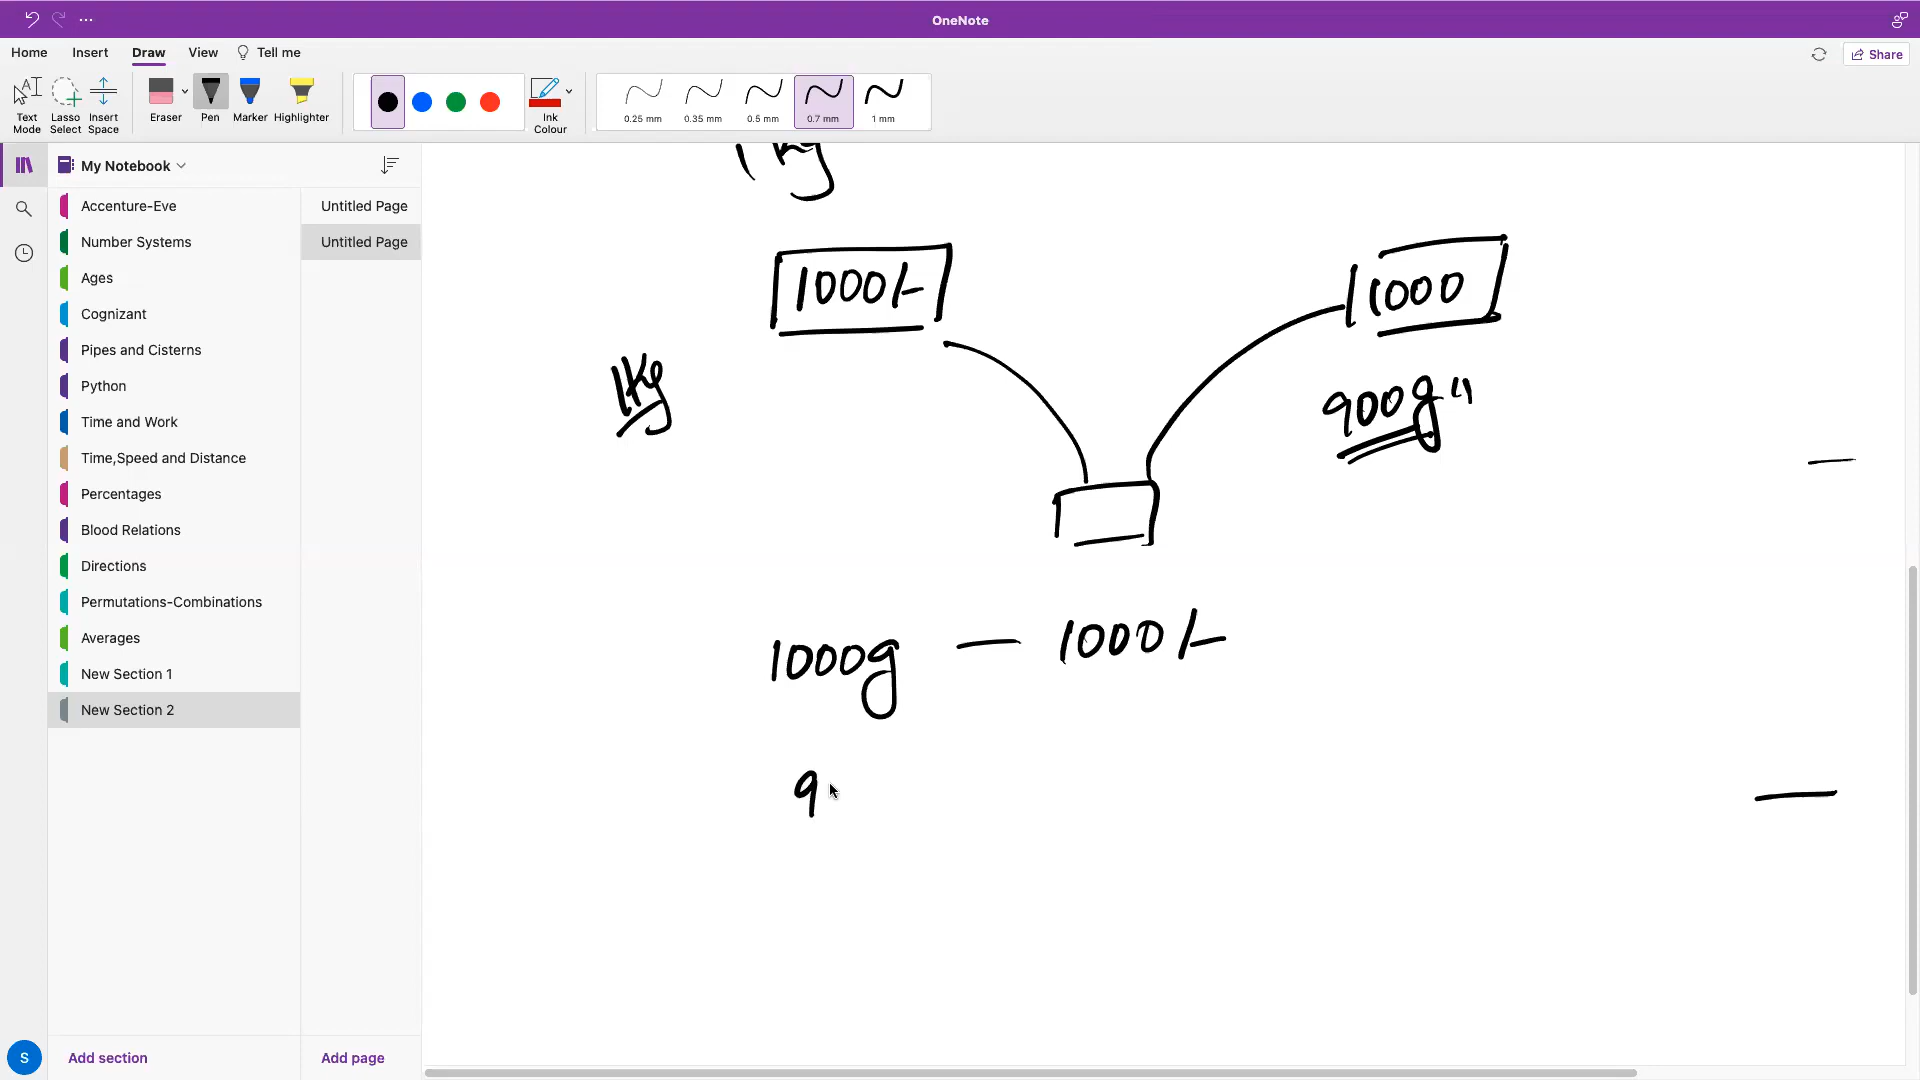 OneNote
Home Insert Draw View Tell me
Share
Text Mode
Lasso Select
Insert Space
Eraser
Pen
Marker
Highlighter
Ink Colour
0.25 mm
0.35 mm
0.5 mm
0.7 mm
1 mm
My Notebook
Accenture-Eve
Number Systems
Ages
Cognizant
Pipes and Cisterns
Python
Time and Work
Time,Speed and Distance
Percentages
Blood Relations
Directions
Permutations-Combinations
Averages
New Section 1
New Section 2
Untitled Page
Untitled Page
Add section
Add page
S
1Kg
1000/-
1000
1Kg
900g"
1000g — 1000/-
9